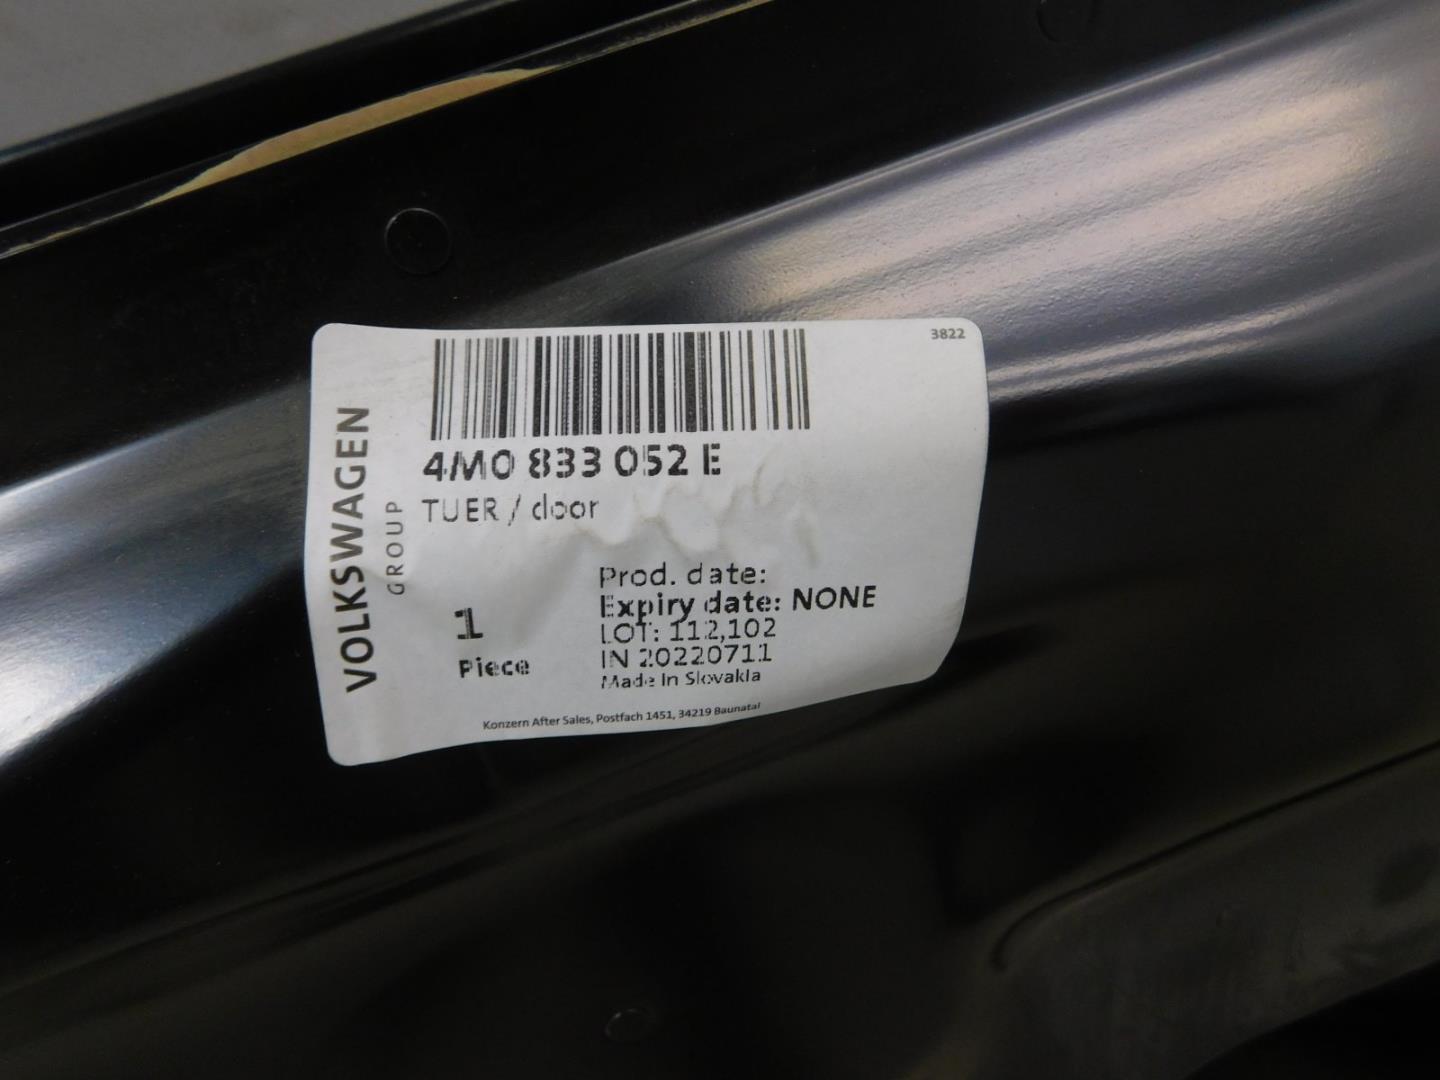 3822
VOLKSWAGEN
GROUP
4M0 833 052 E
TUER / door
1
Piece
Prod. date:
Expiry date: NONE
LOT: 112,102
IN 20220711
Made In Slovakia
Konzern After Sales, Postfach 1451, 34219 Baunatal